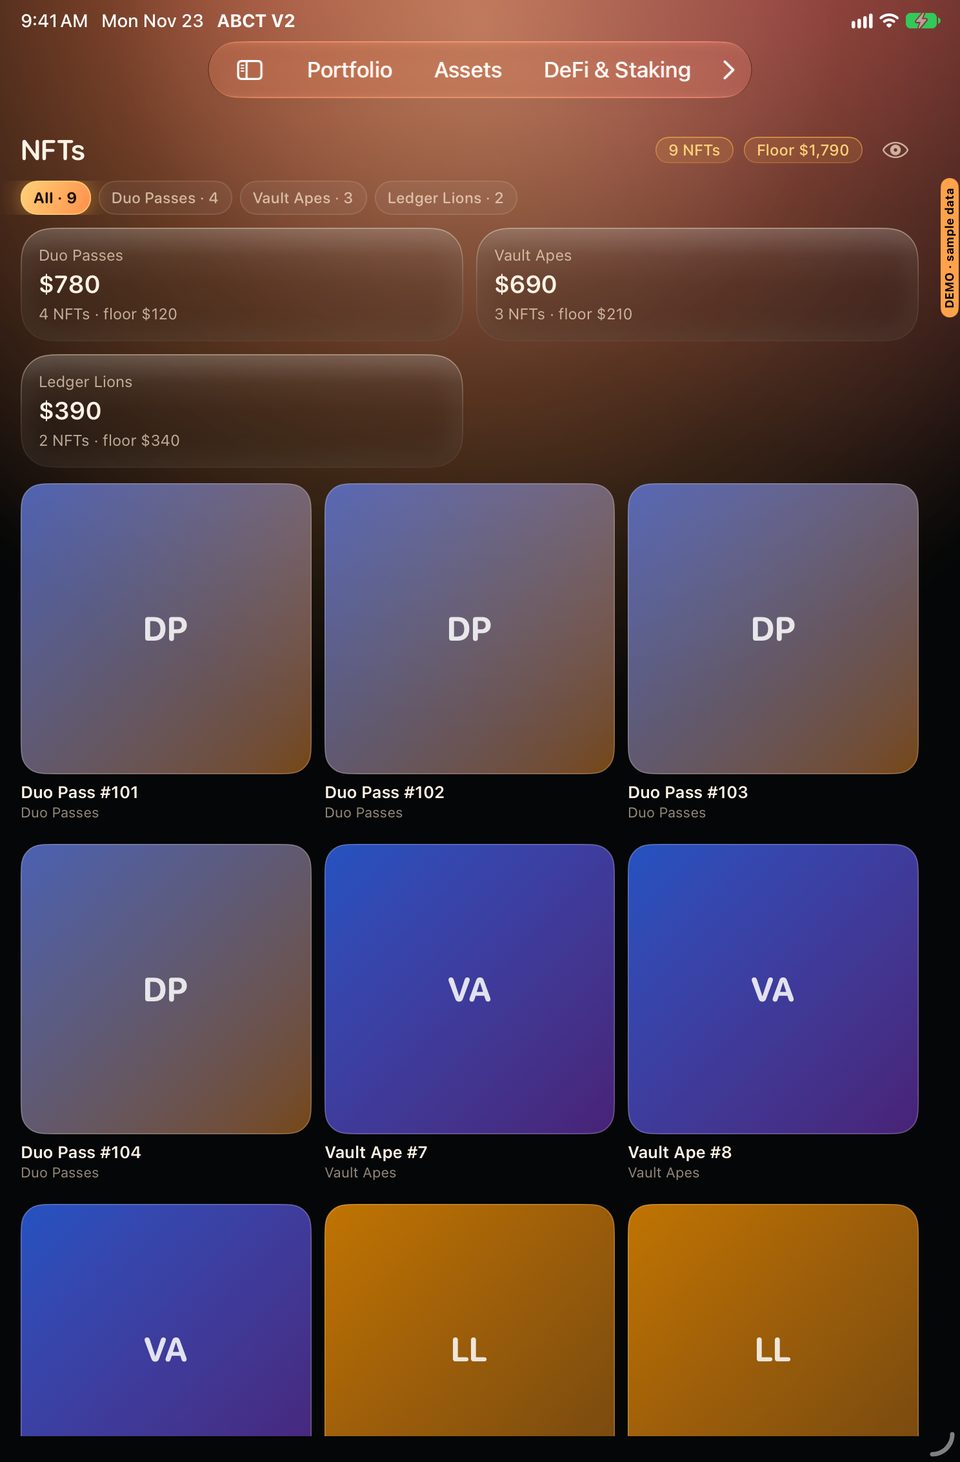 9:41 AM Mon Nov 23 ABCT V2
Portfolio Assets DeFi & Staking
NFTs
9 NFTs Floor $1,790
All · 9 Duo Passes · 4 Vault Apes · 3 Ledger Lions · 2
DEMO · sample data
Duo Passes
$780
4 NFTs · floor $120
Vault Apes
$690
3 NFTs · floor $210
Ledger Lions
$390
2 NFTs · floor $340
DP
Duo Pass #101
Duo Passes
DP
Duo Pass #102
Duo Passes
DP
Duo Pass #103
Duo Passes
DP
Duo Pass #104
Duo Passes
VA
Vault Ape #7
Vault Apes
VA
Vault Ape #8
Vault Apes
VA
LL
LL